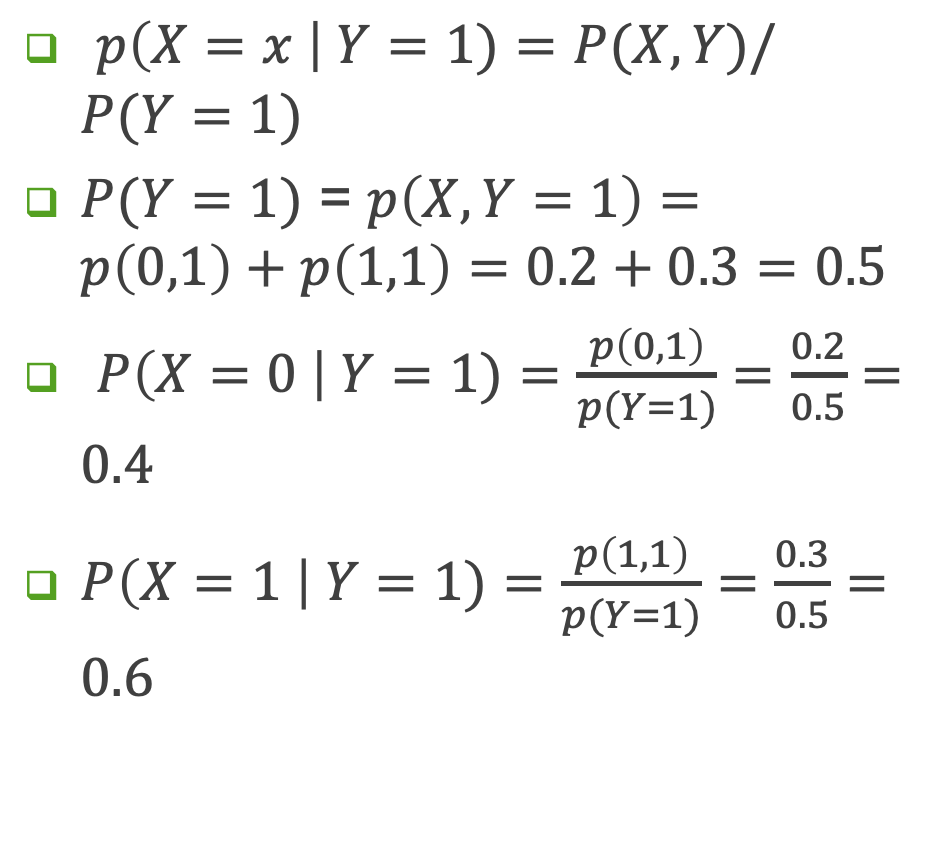 ❑ p(X = x | Y = 1) = P(X, Y)/
P(Y = 1)
❑ P(Y = 1) = p(X, Y = 1) =
p(0,1) + p(1,1) = 0.2 + 0.3 = 0.5
❑ P(X = 0 | Y = 1) = p(0,1)/p(Y=1) = 0.2/0.5 =
0.4
❑ P(X = 1 | Y = 1) = p(1,1)/p(Y=1) = 0.3/0.5 =
0.6